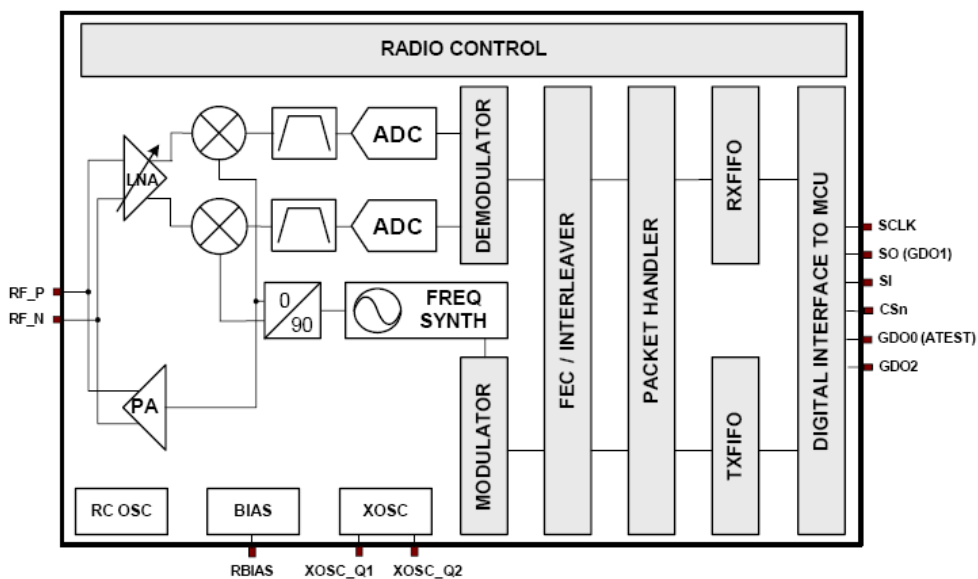 RADIO CONTROL
LNA
ADC
ADC
DEMODULATOR
FEC / INTERLEAVER
PACKET HANDLER
RXFIFO
DIGITAL INTERFACE TO MCU
SCLK
SO (GDO1)
SI
CSn
GDO0 (ATEST)
GDO2
RF_P
RF_N
0
90
FREQ
SYNTH
PA
MODULATOR
TXFIFO
RC OSC
BIAS
XOSC
RBIAS
XOSC_Q1
XOSC_Q2